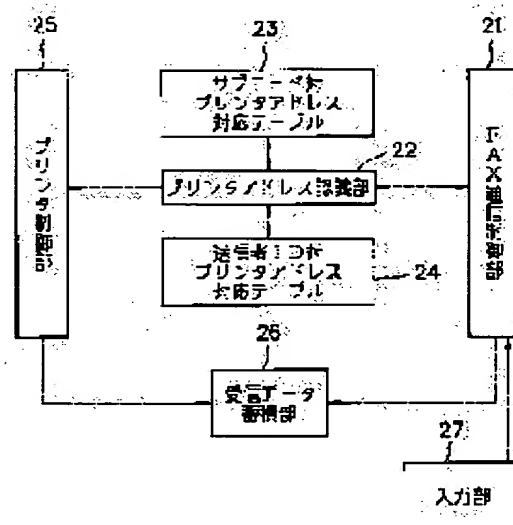 25
23
21
サブアドレス対
プリンタアドレス
対応テーブル
22
プリンタアドレス認識部
プリンタ制御部
FAX通信制御部
送信者ID対
プリンタアドレス
対応テーブル
24
26
受信データ
蓄積部
27
入力部